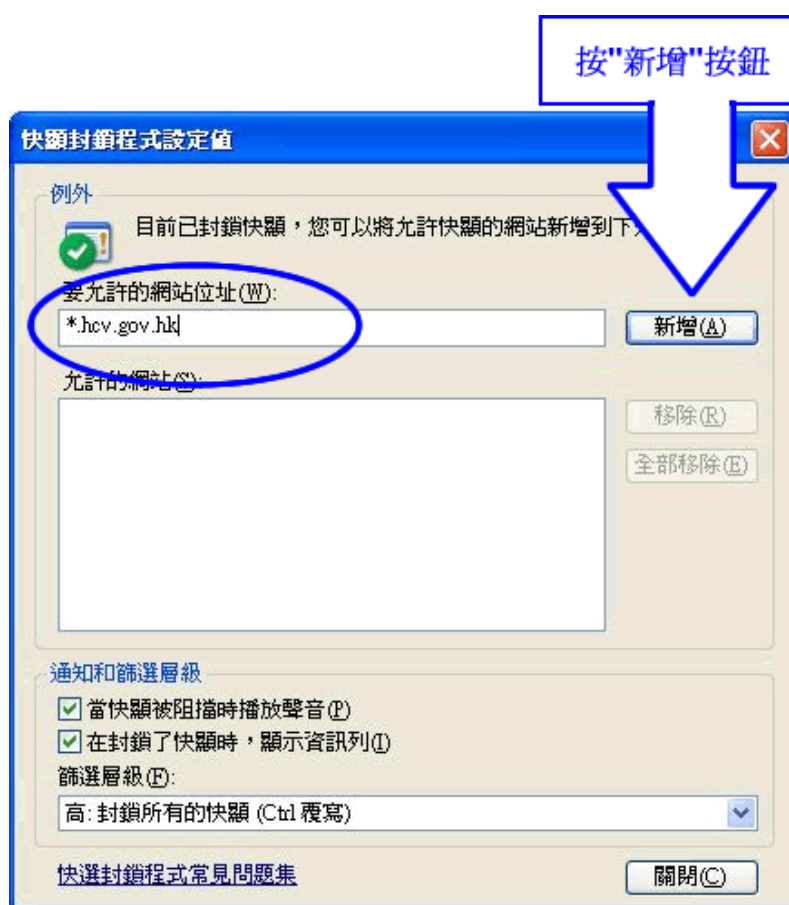 按"新增"按鈕
快顯封鎖程式設定值
例外
目前已封鎖快顯，您可以將允許快顯的網站新增到下
要允許的網站位址(W):
*.hcv.gov.hk
新增(A)
允許的網站(S):
移除(R)
全部移除(E)
通知和篩選層級
當快顯被阻擋時播放聲音(P)
在封鎖了快顯時，顯示資訊列(I)
篩選層級(F):
高: 封鎖所有的快顯 (Ctrl 覆寫)
快選封鎖程式常見問題集
關閉(C)